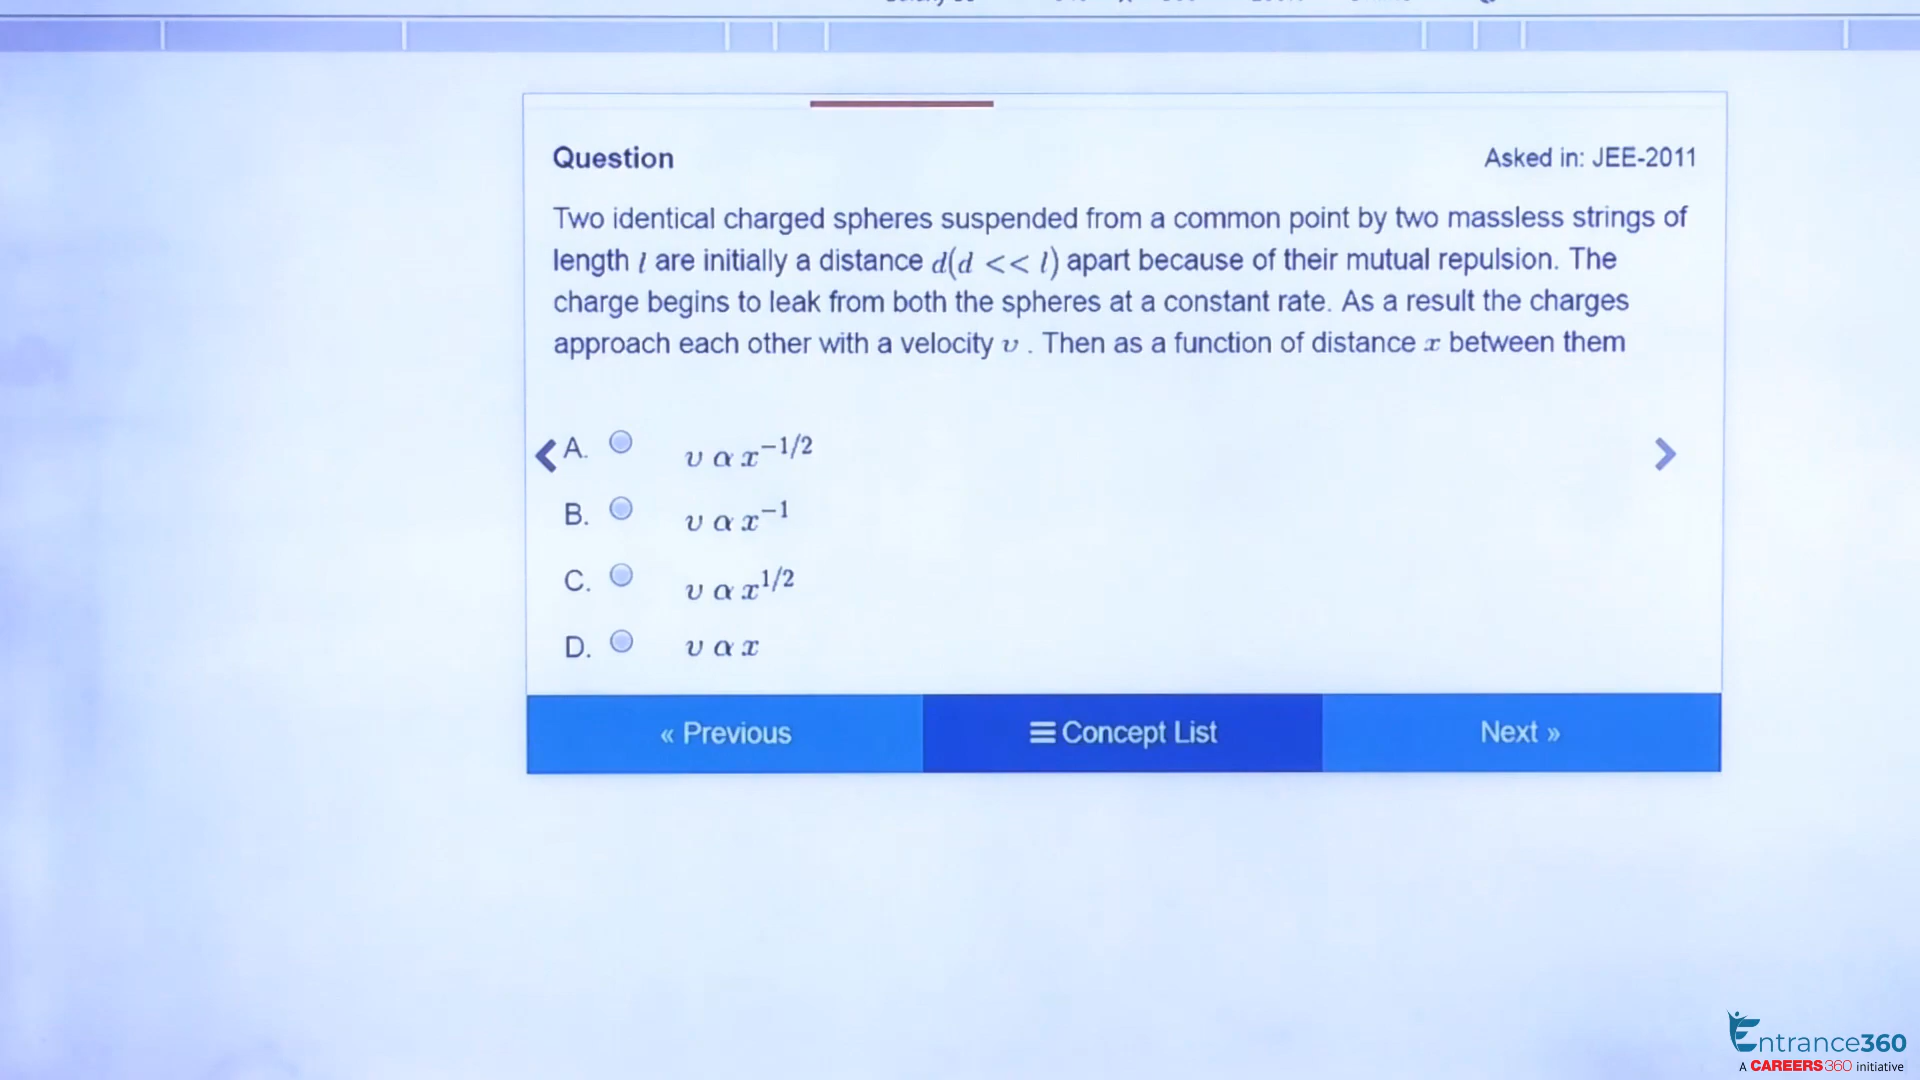 Question
Asked in: JEE-2011
Two identical charged spheres suspended from a common point by two massless strings of
length l are initially a distance d(d << l) apart because of their mutual repulsion. The
charge begins to leak from both the spheres at a constant rate. As a result the charges
approach each other with a velocity υ . Then as a function of distance x between them
A. υ α x^{-1/2}
B. υ α x^{-1}
C. υ α x^{1/2}
D. υ α x
« Previous
Concept List
Next »
Entrance360
A CAREERS360 initiative